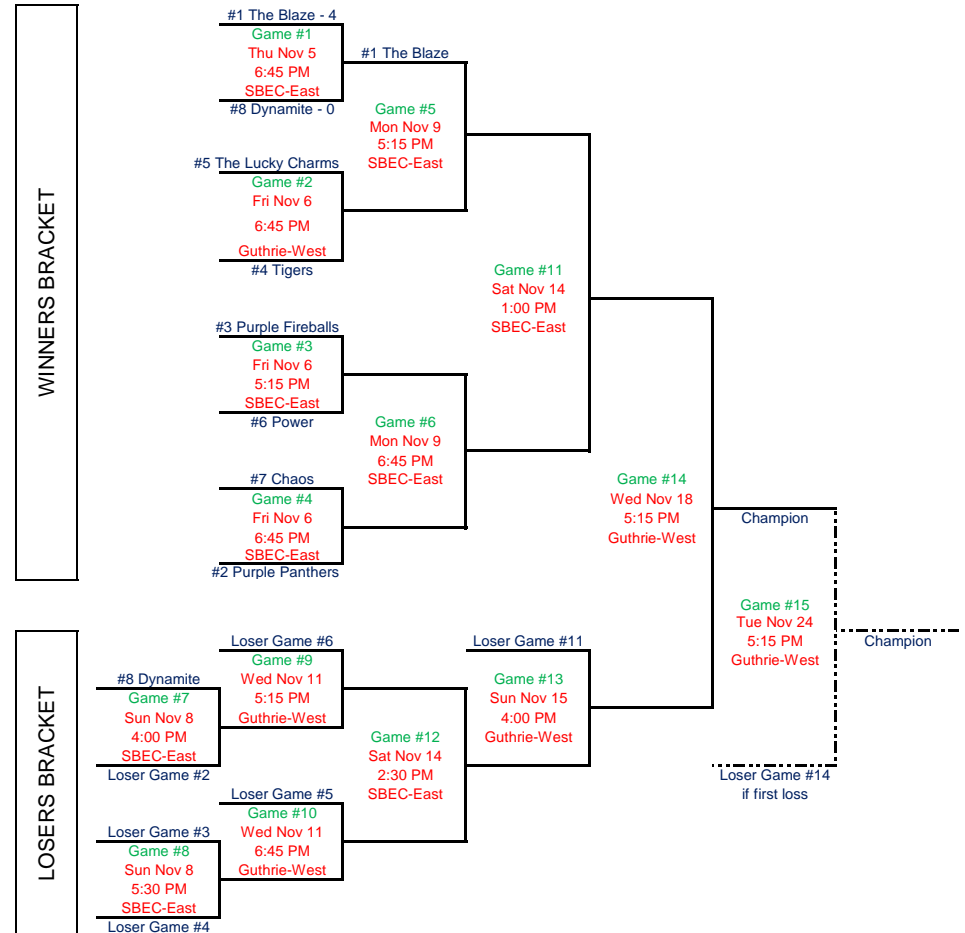 WINNERS BRACKET
#1 The Blaze - 4
Game #1
Thu Nov 5
6:45 PM
SBEC-East
#8 Dynamite - 0
#1 The Blaze
Game #5
Mon Nov 9
5:15 PM
SBEC-East
#5 The Lucky Charms
Game #2
Fri Nov 6
6:45 PM
Guthrie-West
#4 Tigers
Game #11
Sat Nov 14
1:00 PM
SBEC-East
#3 Purple Fireballs
Game #3
Fri Nov 6
5:15 PM
SBEC-East
#6 Power
Game #6
Mon Nov 9
6:45 PM
SBEC-East
#7 Chaos
Game #4
Fri Nov 6
6:45 PM
SBEC-East
#2 Purple Panthers
Game #14
Wed Nov 18
5:15 PM
Guthrie-West
Champion
Game #15
Tue Nov 24
5:15 PM
Guthrie-West
Champion
Loser Game #14
if first loss
LOSERS BRACKET
Loser Game #6
Game #9
Wed Nov 11
5:15 PM
Guthrie-West
#8 Dynamite
Game #7
Sun Nov 8
4:00 PM
SBEC-East
Loser Game #2
Loser Game #11
Game #13
Sun Nov 15
4:00 PM
Guthrie-West
Game #12
Sat Nov 14
2:30 PM
SBEC-East
Loser Game #5
Game #10
Wed Nov 11
6:45 PM
Guthrie-West
Loser Game #3
Game #8
Sun Nov 8
5:30 PM
SBEC-East
Loser Game #4